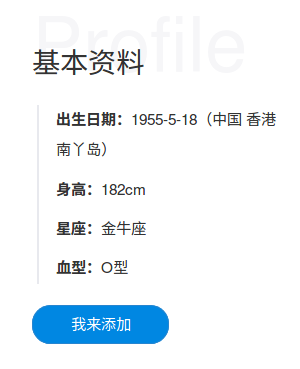 Profile
基本资料
出生日期：1955-5-18（中国 香港
南丫岛）
身高：182cm
星座：金牛座
血型：O型
我来添加